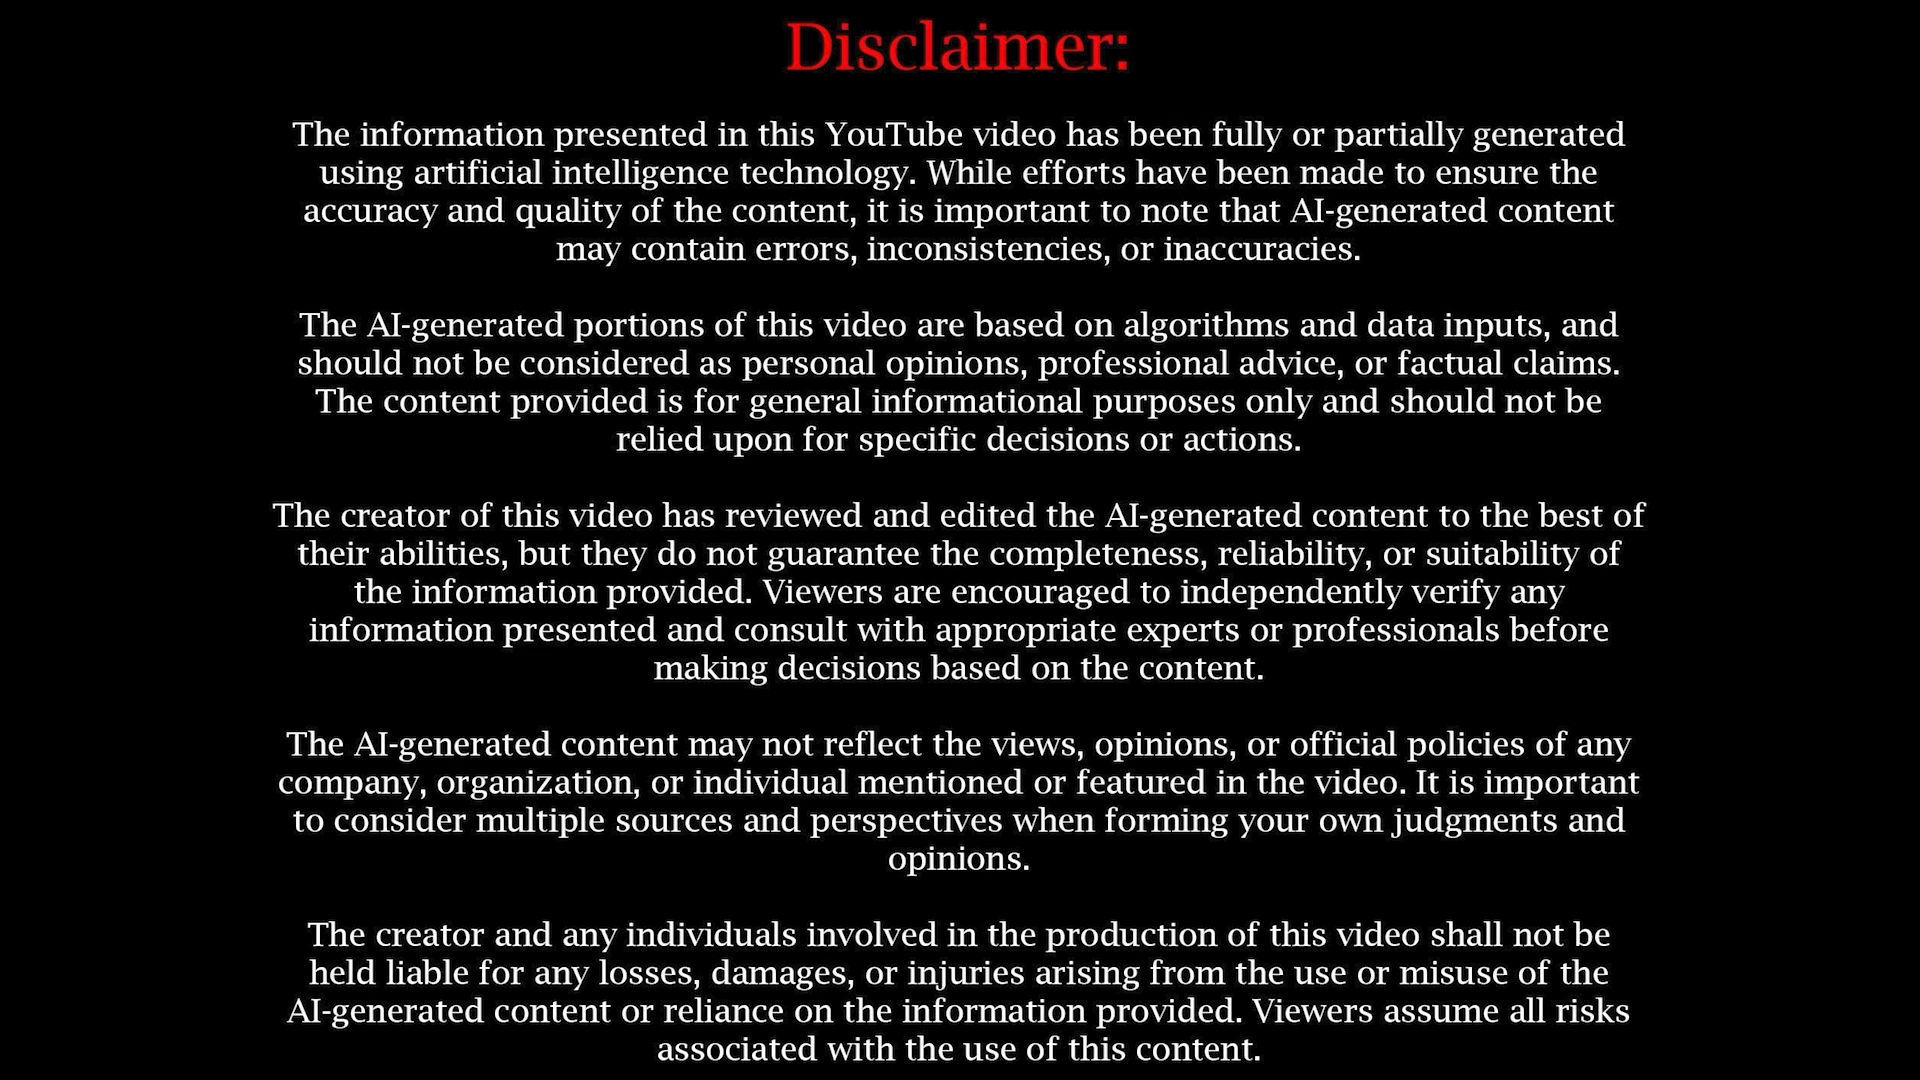 Disclaimer:
The information presented in this YouTube video has been fully or partially generated
using artificial intelligence technology. While efforts have been made to ensure the
accuracy and quality of the content, it is important to note that AI-generated content
may contain errors, inconsistencies, or inaccuracies.
The AI-generated portions of this video are based on algorithms and data inputs, and
should not be considered as personal opinions, professional advice, or factual claims.
The content provided is for general informational purposes only and should not be
relied upon for specific decisions or actions.
The creator of this video has reviewed and edited the AI-generated content to the best of
their abilities, but they do not guarantee the completeness, reliability, or suitability of
the information provided. Viewers are encouraged to independently verify any
information presented and consult with appropriate experts or professionals before
making decisions based on the content.
The AI-generated content may not reflect the views, opinions, or official policies of any
company, organization, or individual mentioned or featured in the video. It is important
to consider multiple sources and perspectives when forming your own judgments and
opinions.
The creator and any individuals involved in the production of this video shall not be
held liable for any losses, damages, or injuries arising from the use or misuse of the
AI-generated content or reliance on the information provided. Viewers assume all risks
associated with the use of this content.